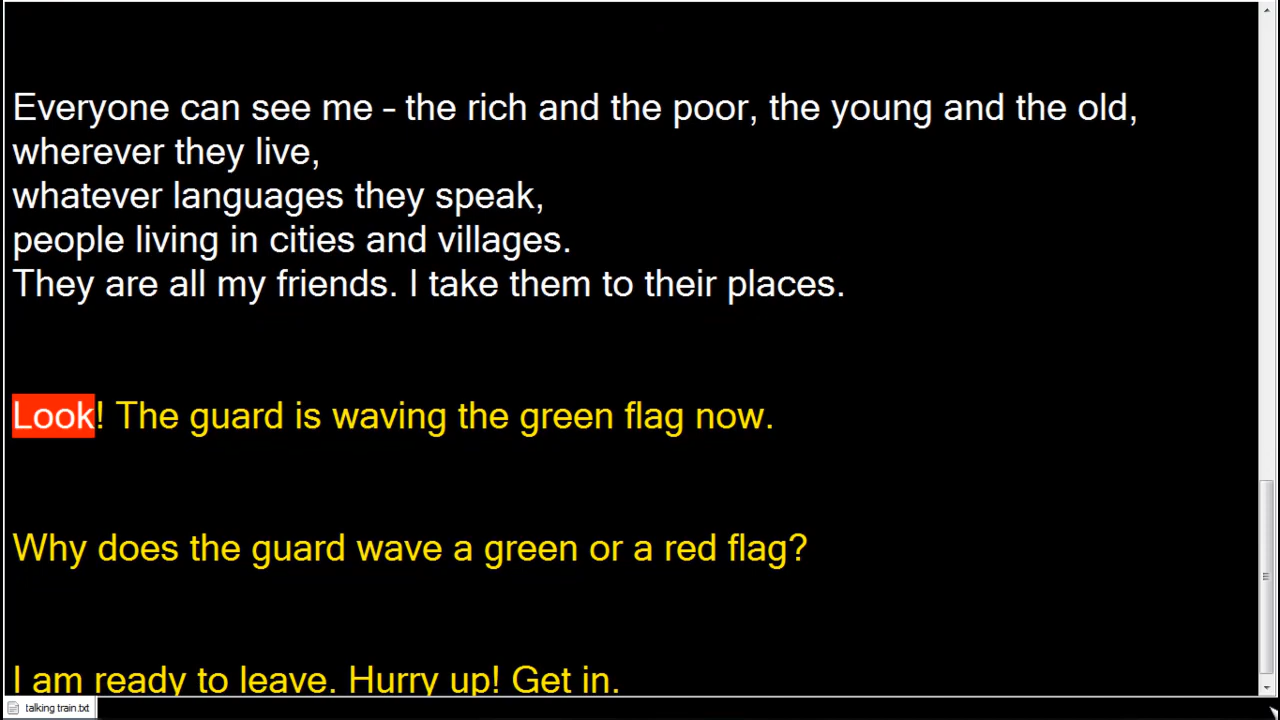 Everyone can see me – the rich and the poor, the young and the old,
wherever they live,
whatever languages they speak,
people living in cities and villages.
They are all my friends. I take them to their places.
Look! The guard is waving the green flag now.
Why does the guard wave a green or a red flag?
I am ready to leave. Hurry up! Get in.
talking train.txt